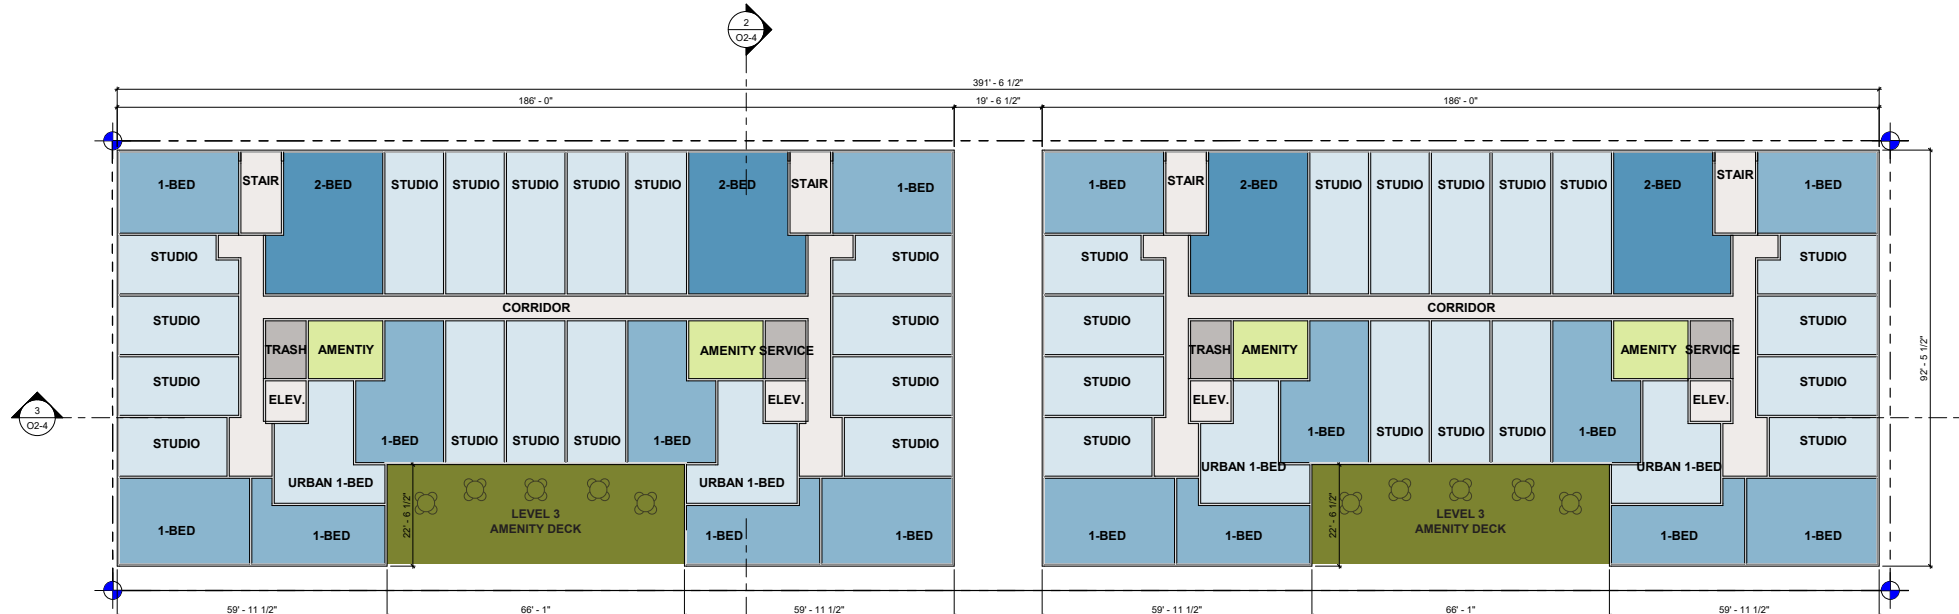 2
O2-4
391' - 6 1/2"
186' - 0"
19' - 6 1/2"
186' - 0"
1-BED
STAIR
2-BED
STUDIO
STUDIO
STUDIO
STUDIO
STUDIO
2-BED
STAIR
1-BED
1-BED
STAIR
2-BED
STUDIO
STUDIO
STUDIO
STUDIO
STUDIO
2-BED
STAIR
1-BED
STUDIO
STUDIO
STUDIO
STUDIO
CORRIDOR
CORRIDOR
STUDIO
STUDIO
STUDIO
STUDIO
TRASH
AMENTIY
AMENITY
SERVICE
TRASH
AMENITY
AMENITY
SERVICE
92' - 5 1/2"
STUDIO
STUDIO
STUDIO
STUDIO
ELEV.
ELEV.
ELEV.
ELEV.
3
O2-4
STUDIO
1-BED
STUDIO
STUDIO
STUDIO
1-BED
STUDIO
STUDIO
1-BED
STUDIO
STUDIO
STUDIO
1-BED
STUDIO
URBAN 1-BED
URBAN 1-BED
URBAN 1-BED
URBAN 1-BED
22' - 6 1/2"
LEVEL 3
AMENITY DECK
22' - 6 1/2"
LEVEL 3
AMENITY DECK
1-BED
1-BED
1-BED
1-BED
1-BED
1-BED
1-BED
1-BED
59' - 11 1/2"
66' - 1"
59' - 11 1/2"
59' - 11 1/2"
66' - 1"
59' - 11 1/2"